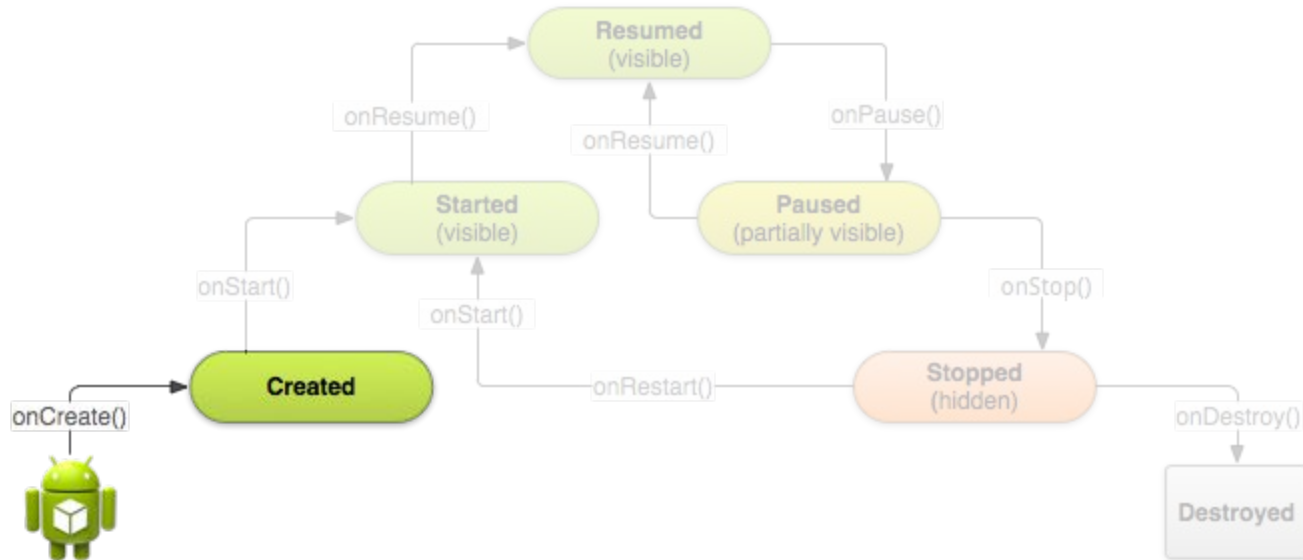 Resumed
(visible)
onResume()
onResume()
onPause()
Started
(visible)
Paused
(partially visible)
onStart()
onStart()
onStop()
Created
onRestart()
Stopped
(hidden)
onCreate()
onDestroy()
Destroyed